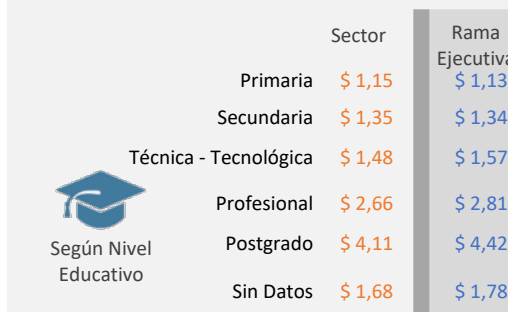 Sector Rama
Ejecutiva
Primaria $ 1,15 $ 1,13
Secundaria $ 1,35 $ 1,34
Técnica - Tecnológica $ 1,48 $ 1,57
Profesional $ 2,66 $ 2,81
Según Nivel
Educativo
Postgrado $ 4,11 $ 4,42
Sin Datos $ 1,68 $ 1,78